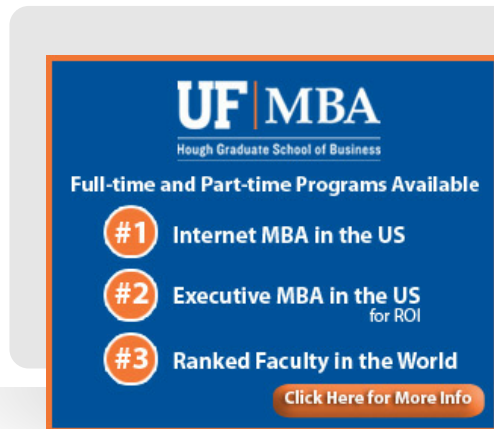 UF|MBA
Hough Graduate School of Business
Full-time and Part-time Programs Available
#1 Internet MBA in the US
#2 Executive MBA in the US
for ROI
#3 Ranked Faculty in the World
Click Here for More Info